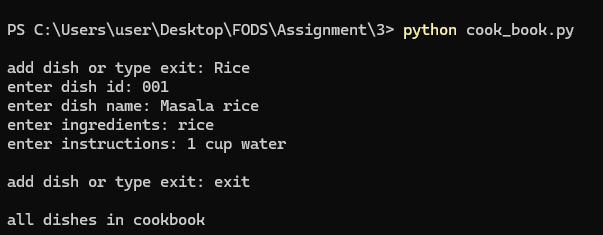 PS C:\Users\user\Desktop\FODS\Assignment\3> python cook_book.py
add dish or type exit: Rice
enter dish id: 001
enter dish name: Masala rice
enter ingredients: rice
enter instructions: 1 cup water
add dish or type exit: exit
all dishes in cookbook